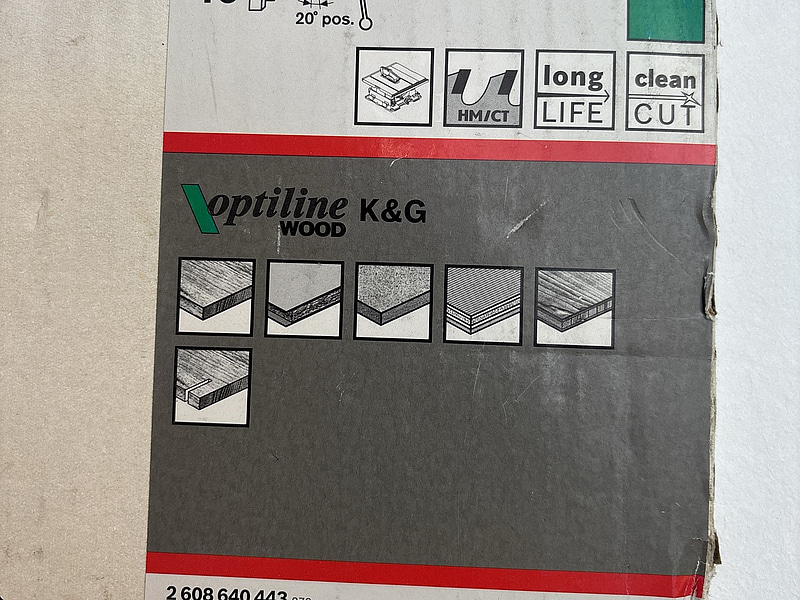 20° pos.
HM/CT
long
LIFE
clean
CUT
optiline
WOOD K&G
2 608 640 443